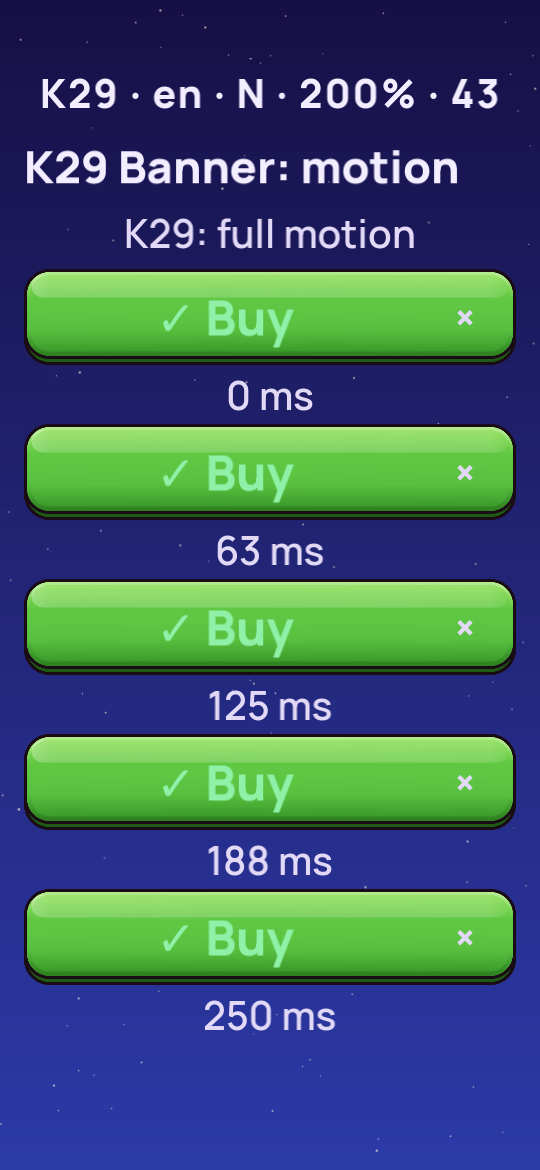 K29 · en · N · 200% · 43
K29 Banner: motion
K29: full motion
✓ Buy ×
0 ms
✓ Buy ×
63 ms
✓ Buy ×
125 ms
✓ Buy ×
188 ms
✓ Buy ×
250 ms